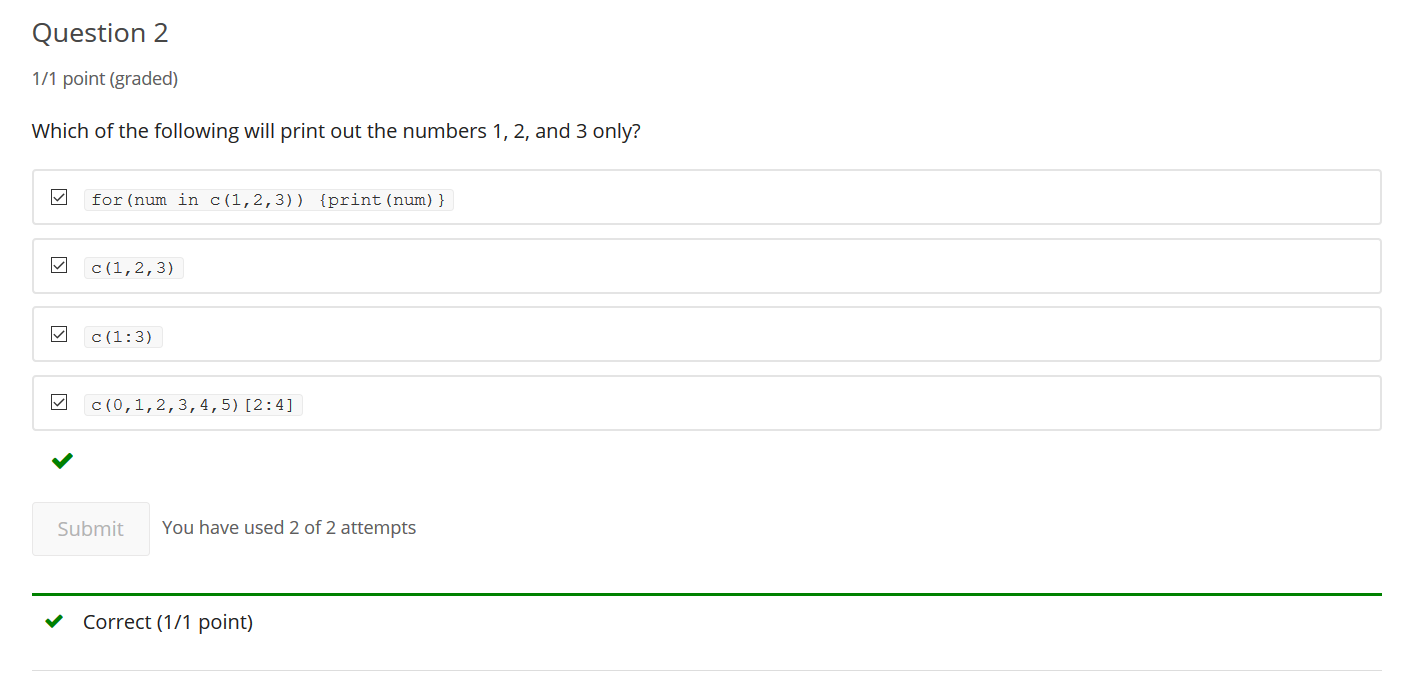 Question 2
1/1 point (graded)
Which of the following will print out the numbers 1, 2, and 3 only?
for(num in c(1,2,3)) {print(num)}
c(1,2,3)
c(1:3)
c(0,1,2,3,4,5)[2:4]
Submit You have used 2 of 2 attempts
Correct (1/1 point)